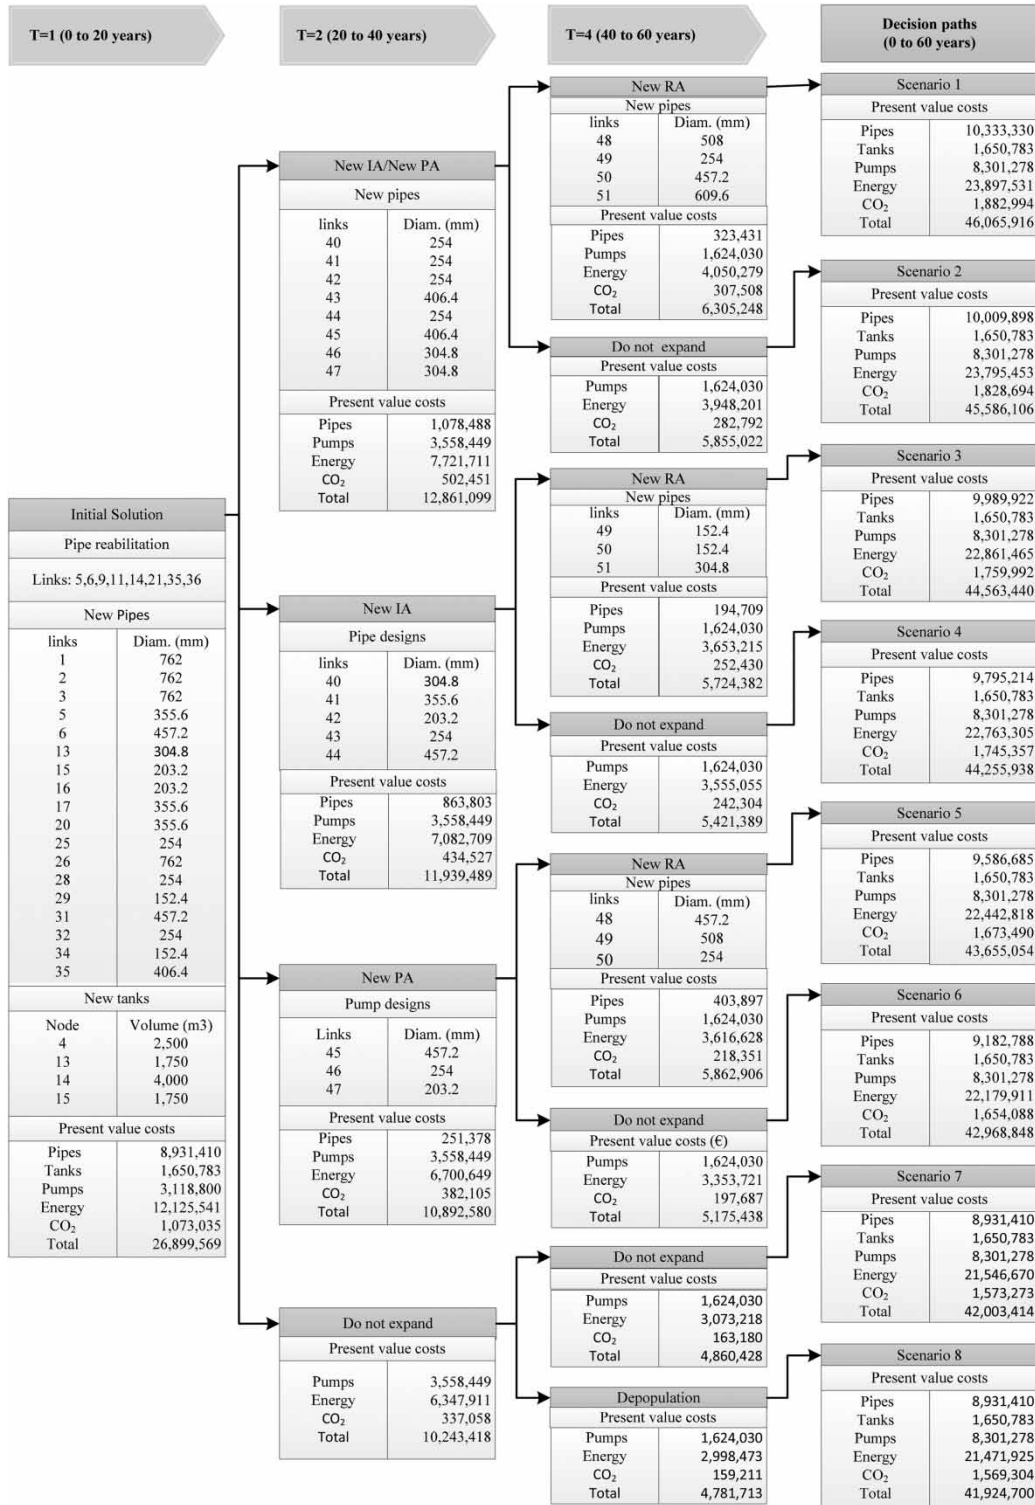 T=1 (0 to 20 years)
T=2 (20 to 40 years)
T=4 (40 to 60 years)
Decision paths
(0 to 60 years)
Initial Solution
Pipe reabilitation
Links: 5,6,9,11,14,21,35,36
New Pipes
links Diam. (mm)
1 762
2 762
3 762
5 355.6
6 457.2
13 304.8
15 203.2
16 203.2
17 355.6
20 355.6
25 254
26 762
28 254
29 152.4
31 457.2
32 254
34 152.4
35 406.4
New tanks
Node Volume (m3)
4 2,500
13 1,750
14 4,000
15 1,750
Present value costs
Pipes 8,931,410
Tanks 1,650,783
Pumps 3,118,800
Energy 12,125,541
CO₂ 1,073,035
Total 26,899,569
New IA/New PA
New pipes
links Diam. (mm)
40 254
41 254
42 254
43 406.4
44 254
45 406.4
46 304.8
47 304.8
Present value costs
Pipes 1,078,488
Pumps 3,558,449
Energy 7,721,711
CO₂ 502,451
Total 12,861,099
New IA
Pipe designs
links Diam. (mm)
40 304.8
41 355.6
42 203.2
43 254
44 457.2
Present value costs
Pipes 863,803
Pumps 3,558,449
Energy 7,082,709
CO₂ 434,527
Total 11,939,489
New PA
Pump designs
Links Diam. (mm)
45 457.2
46 254
47 203.2
Present value costs
Pipes 251,378
Pumps 3,558,449
Energy 6,700,649
CO₂ 382,105
Total 10,892,580
Do not expand
Present value costs
Pumps 3,558,449
Energy 6,347,911
CO₂ 337,058
Total 10,243,418
New RA
New pipes
links Diam. (mm)
48 508
49 254
50 457.2
51 609.6
Present value costs
Pipes 323,431
Pumps 1,624,030
Energy 4,050,279
CO₂ 307,508
Total 6,305,248
Do not expand
Present value costs
Pumps 1,624,030
Energy 3,948,201
CO₂ 282,792
Total 5,855,022
New RA
New pipes
links Diam. (mm)
49 152.4
50 152.4
51 304.8
Present value costs
Pipes 194,709
Pumps 1,624,030
Energy 3,653,215
CO₂ 252,430
Total 5,724,382
Do not expand
Present value costs
Pumps 1,624,030
Energy 3,555,055
CO₂ 242,304
Total 5,421,389
New RA
New pipes
links Diam. (mm)
48 457.2
49 508
50 254
Present value costs
Pipes 403,897
Pumps 1,624,030
Energy 3,616,628
CO₂ 218,351
Total 5,862,906
Do not expand
Present value costs (€)
Pumps 1,624,030
Energy 3,353,721
CO₂ 197,687
Total 5,175,438
Do not expand
Present value costs
Pumps 1,624,030
Energy 3,073,218
CO₂ 163,180
Total 4,860,428
Depopulation
Present value costs
Pumps 1,624,030
Energy 2,998,473
CO₂ 159,211
Total 4,781,713
Scenario 1
Present value costs
Pipes 10,333,330
Tanks 1,650,783
Pumps 8,301,278
Energy 23,897,531
CO₂ 1,882,994
Total 46,065,916
Scenario 2
Present value costs
Pipes 10,009,898
Tanks 1,650,783
Pumps 8,301,278
Energy 23,795,453
CO₂ 1,828,694
Total 45,586,106
Scenario 3
Present value costs
Pipes 9,989,922
Tanks 1,650,783
Pumps 8,301,278
Energy 22,861,465
CO₂ 1,759,992
Total 44,563,440
Scenario 4
Present value costs
Pipes 9,795,214
Tanks 1,650,783
Pumps 8,301,278
Energy 22,763,305
CO₂ 1,745,357
Total 44,255,938
Scenario 5
Present value costs
Pipes 9,586,685
Tanks 1,650,783
Pumps 8,301,278
Energy 22,442,818
CO₂ 1,673,490
Total 43,655,054
Scenario 6
Present value costs
Pipes 9,182,788
Tanks 1,650,783
Pumps 8,301,278
Energy 22,179,911
CO₂ 1,654,088
Total 42,968,848
Scenario 7
Present value costs
Pipes 8,931,410
Tanks 1,650,783
Pumps 8,301,278
Energy 21,546,670
CO₂ 1,573,273
Total 42,003,414
Scenario 8
Present value costs
Pipes 8,931,410
Tanks 1,650,783
Pumps 8,301,278
Energy 21,471,925
CO₂ 1,569,304
Total 41,924,700